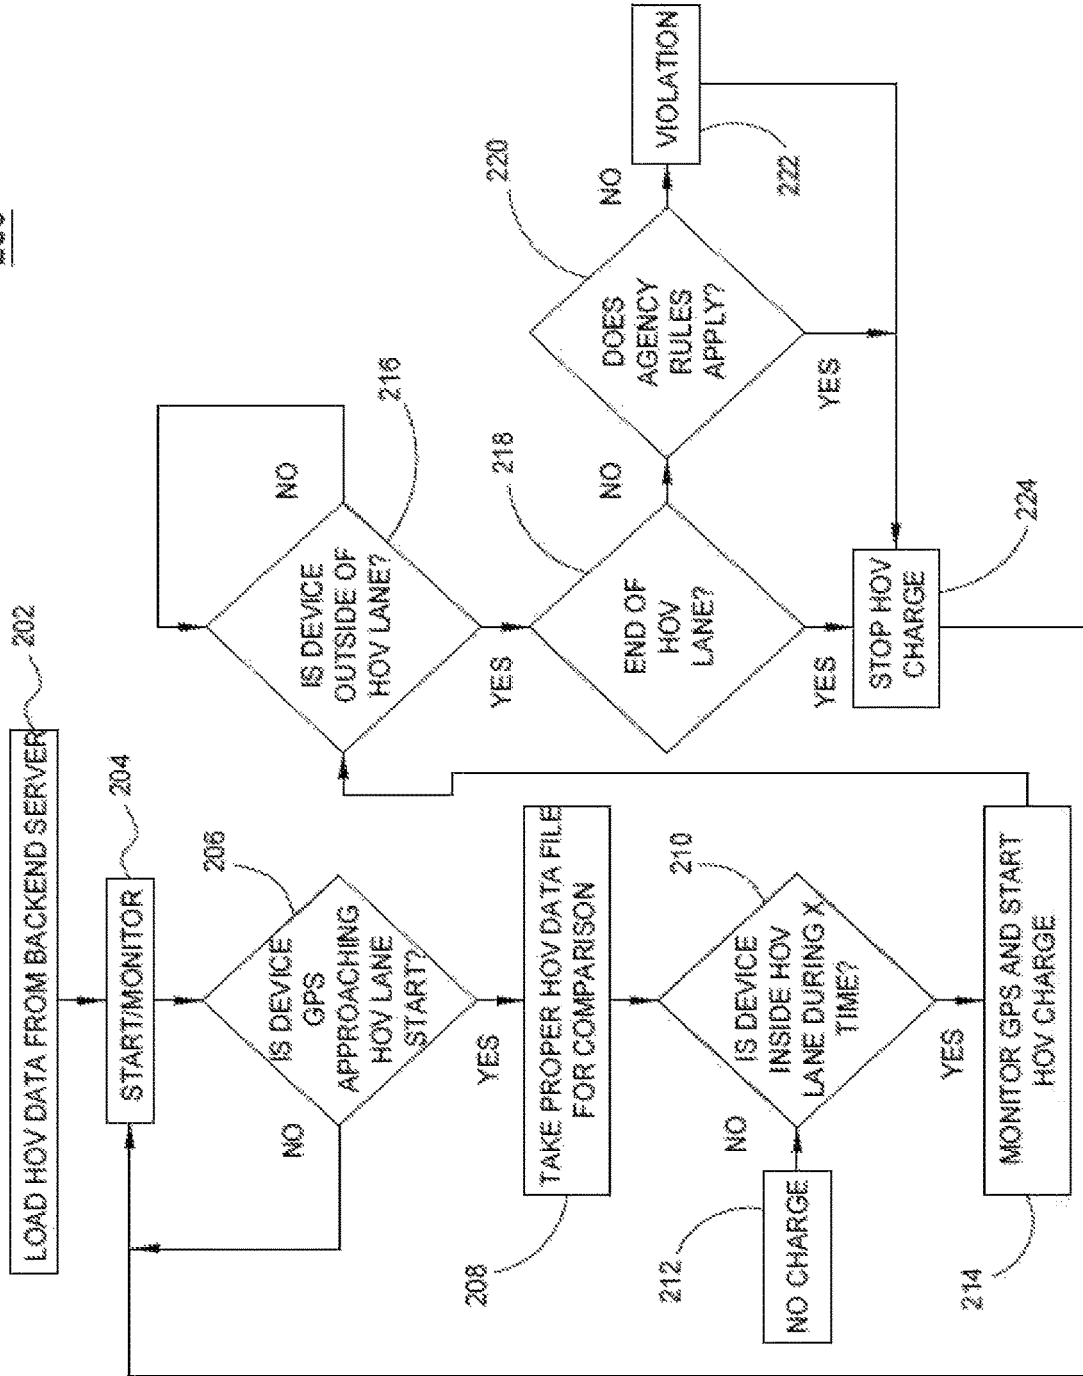 LOAD HOV DATA FROM BACKEND SERVER
202
START/MONITOR
204
IS DEVICE
GPS
APPROACHING
HOV LANE
START?
206
NO
YES
TAKE PROPER HOV DATA FILE
FOR COMPARISON
208
IS DEVICE
INSIDE HOV
LANE DURING X
TIME?
210
NO
NO CHARGE
212
YES
MONITOR GPS AND START
HOV CHARGE
214
IS DEVICE
OUTSIDE OF
HOV LANE?
216
NO
YES
END OF
HOV
LANE?
218
NO
YES
DOES
AGENCY
RULES
APPLY?
220
NO
YES
VIOLATION
222
STOP HOV
CHARGE
224